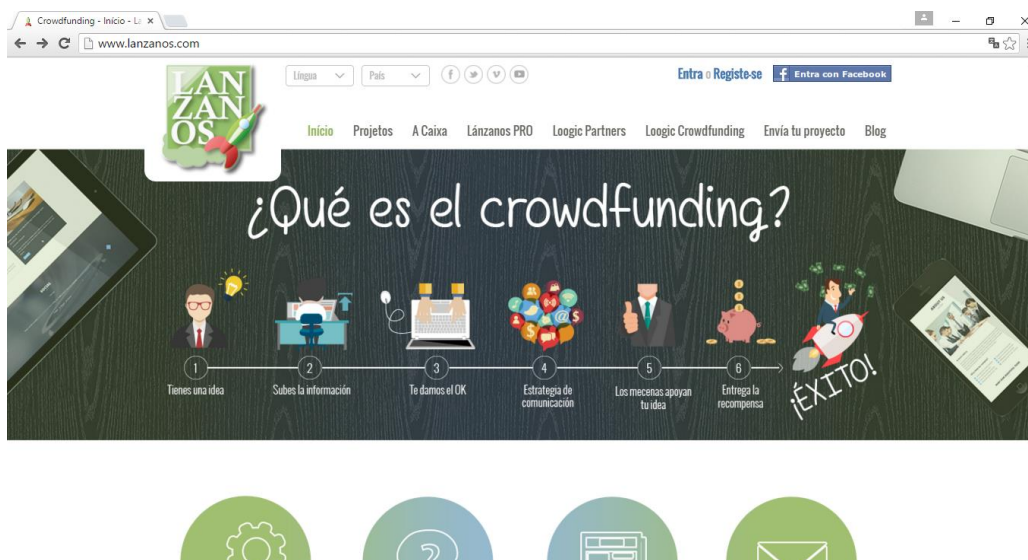 Crowdfunding - Início - La
www.lanzanos.com
LAN
ZAN
OS
Língua
País
Entra o Registe-se
Entra con Facebook
Início Projetos A Caixa Lánzanos PRO Loogic Partners Loogic Crowdfunding Envía tu proyecto Blog
¿Qué es el crowdfunding?
1
Tienes una idea
2
Subes la información
3
Te damos el OK
4
Estrategia de
comunicación
5
Los mecenas apoyan
tu idea
6
Entrega la
recompensa
¡ÉXITO!